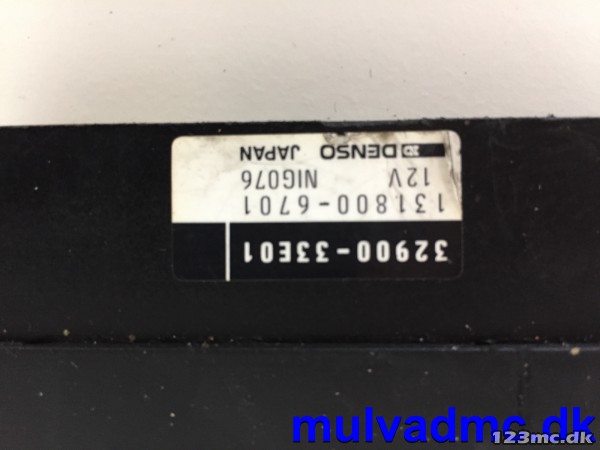 32900-33E01
131800-6701
12V NIG076
DENSO JAPAN
mulvadmc.dk
123mc.dk